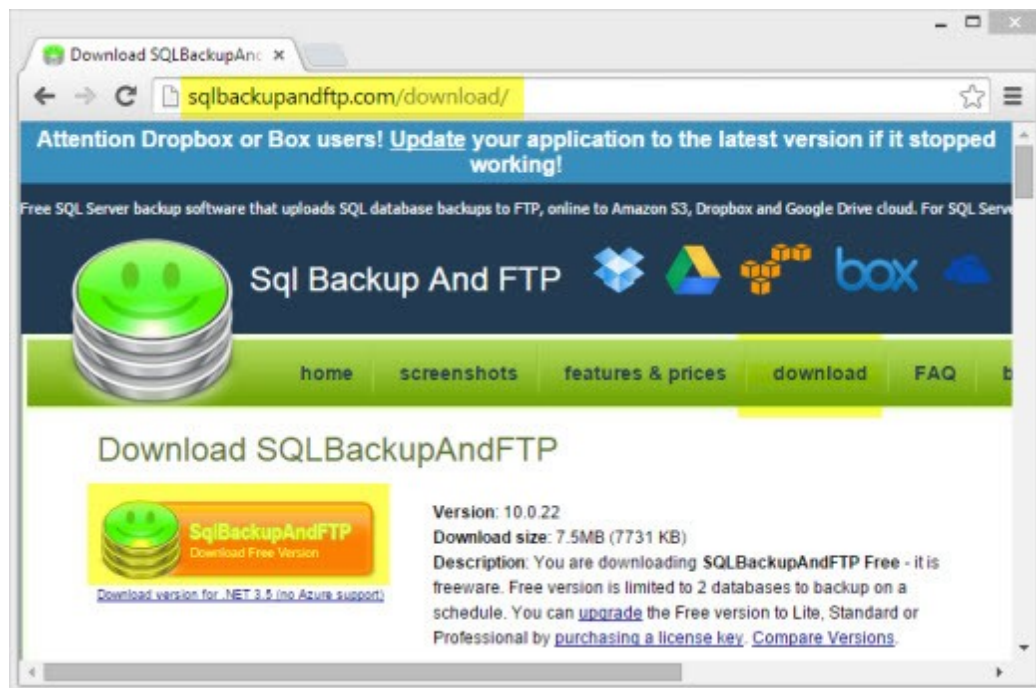 Download SQLBackupAnc
sqlbackupandftp.com/download/
Attention Dropbox or Box users! Update your application to the latest version if it stopped
working!
Free SQL Server backup software that uploads SQL database backups to FTP, online to Amazon S3, Dropbox and Google Drive cloud. For SQL Serve
Sql Backup And FTP
box
home screenshots features & prices download FAQ b
Download SQLBackupAndFTP
SqlBackupAndFTP
Download Free Version
Download version for .NET 3.5 (no Azure support)
Version: 10.0.22
Download size: 7.5MB (7731 KB)
Description: You are downloading SQLBackupAndFTP Free - it is
freeware. Free version is limited to 2 databases to backup on a
schedule. You can upgrade the Free version to Lite, Standard or
Professional by purchasing a license key. Compare Versions.